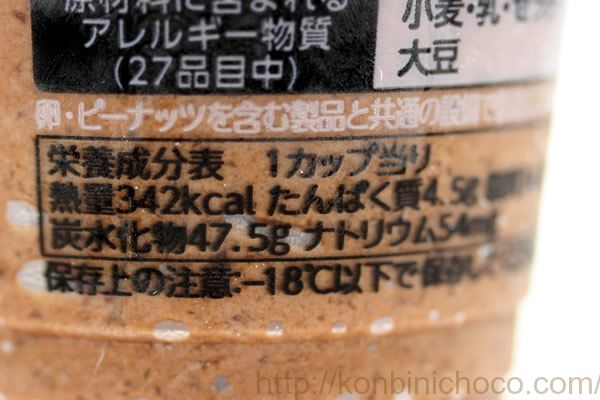 原材料に含まれる
アレルギー物質
(27品目中)
小麦・乳・ゼラ
大豆
卵・ピーナッツを含む製品と共通の設備で
栄養成分表 1カップ当り
熱量342kcal たんぱく質4.5g
炭水化物47.5g ナトリウム54mg
保存上の注意:−18℃以下で保存し
http://konbinichoco.com/